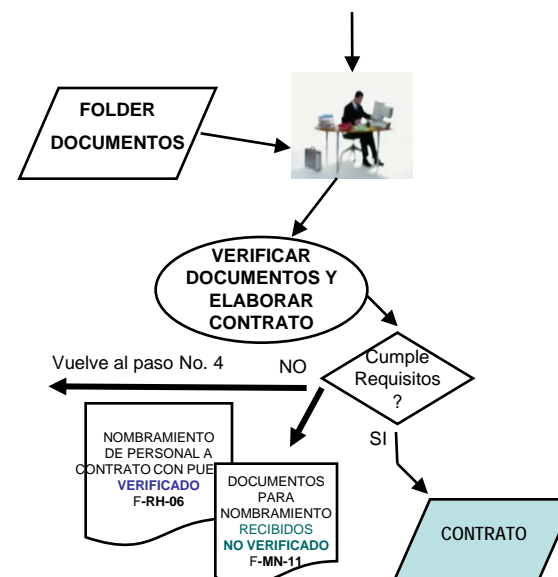 FOLDER
DOCUMENTOS
VERIFICAR
DOCUMENTOS Y
ELABORAR
CONTRATO
Vuelve al paso No. 4
NO
Cumple
Requisitos
?
SI
NOMBRAMIENTO
DE PERSONAL A
CONTRATO CON PUE
VERIFICADO
F-RH-06
DOCUMENTOS
PARA
NOMBRAMIENTO
RECIBIDOS
NO VERIFICADO
F-MN-11
CONTRATO